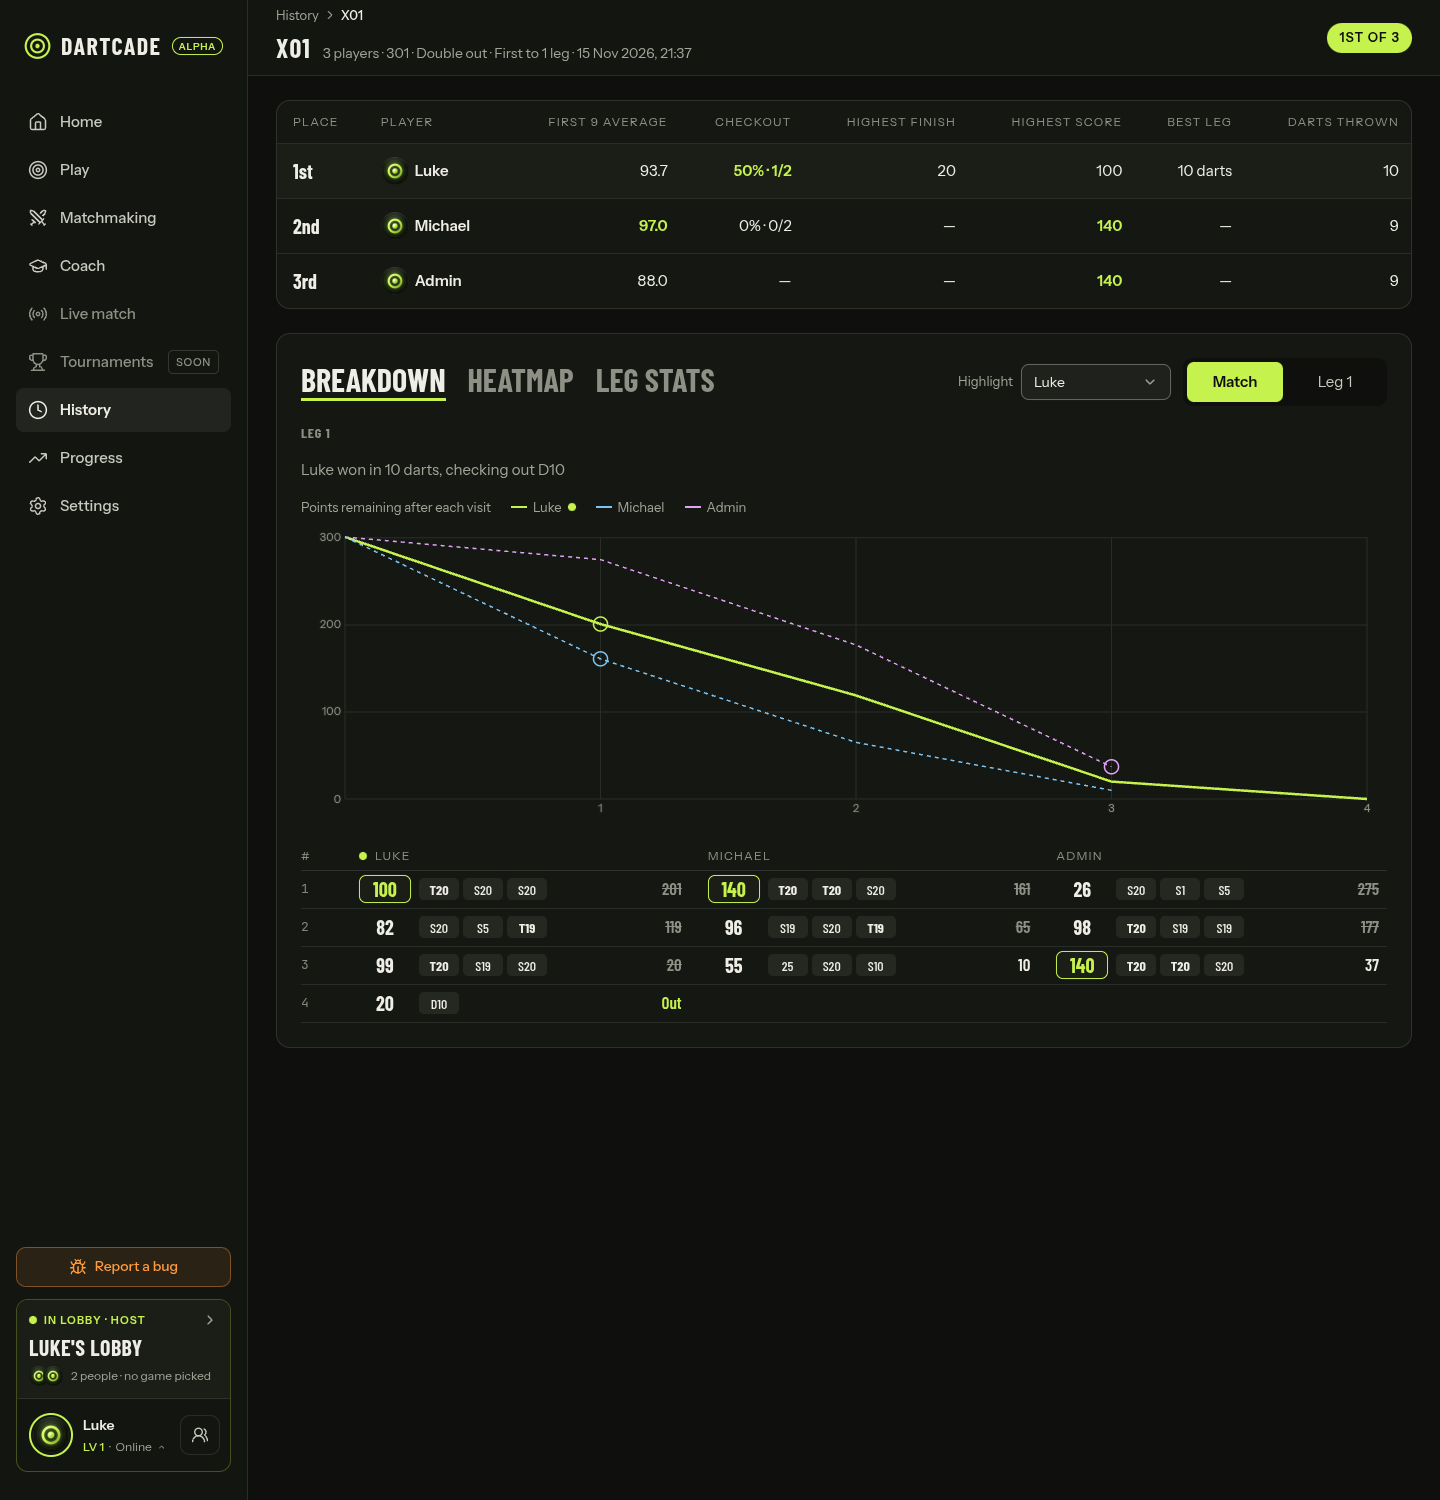 DARTCADE ALPHA
Home
Play
Matchmaking
Coach
Live match
Tournaments SOON
History
Progress
Settings
Report a bug
IN LOBBY · HOST
LUKE'S LOBBY
2 people · no game picked
Luke
LV 1 · Online
History > X01
X01 3 players · 301 · Double out · First to 1 leg · 15 Nov 2026, 21:37
1ST OF 3
PLACE PLAYER FIRST 9 AVERAGE CHECKOUT HIGHEST FINISH HIGHEST SCORE BEST LEG DARTS THROWN
1st Luke 93.7 50% · 1/2 20 100 10 darts 10
2nd Michael 97.0 0% · 0/2 — 140 — 9
3rd Admin 88.0 — — 140 — 9
BREAKDOWN HEATMAP LEG STATS Highlight Luke Match Leg 1
LEG 1
Luke won in 10 darts, checking out D10
Points remaining after each visit Luke Michael Admin
300
200
100
0
1 2 3 4
# LUKE MICHAEL ADMIN
1 100 T20 S20 S20 201 140 T20 T20 S20 161 26 S20 S1 S5 275
2 82 S20 S5 T19 119 96 S19 S20 T19 65 98 T20 S19 S19 177
3 99 T20 S19 S20 20 55 25 S20 S10 10 140 T20 T20 S20 37
4 20 D10 Out